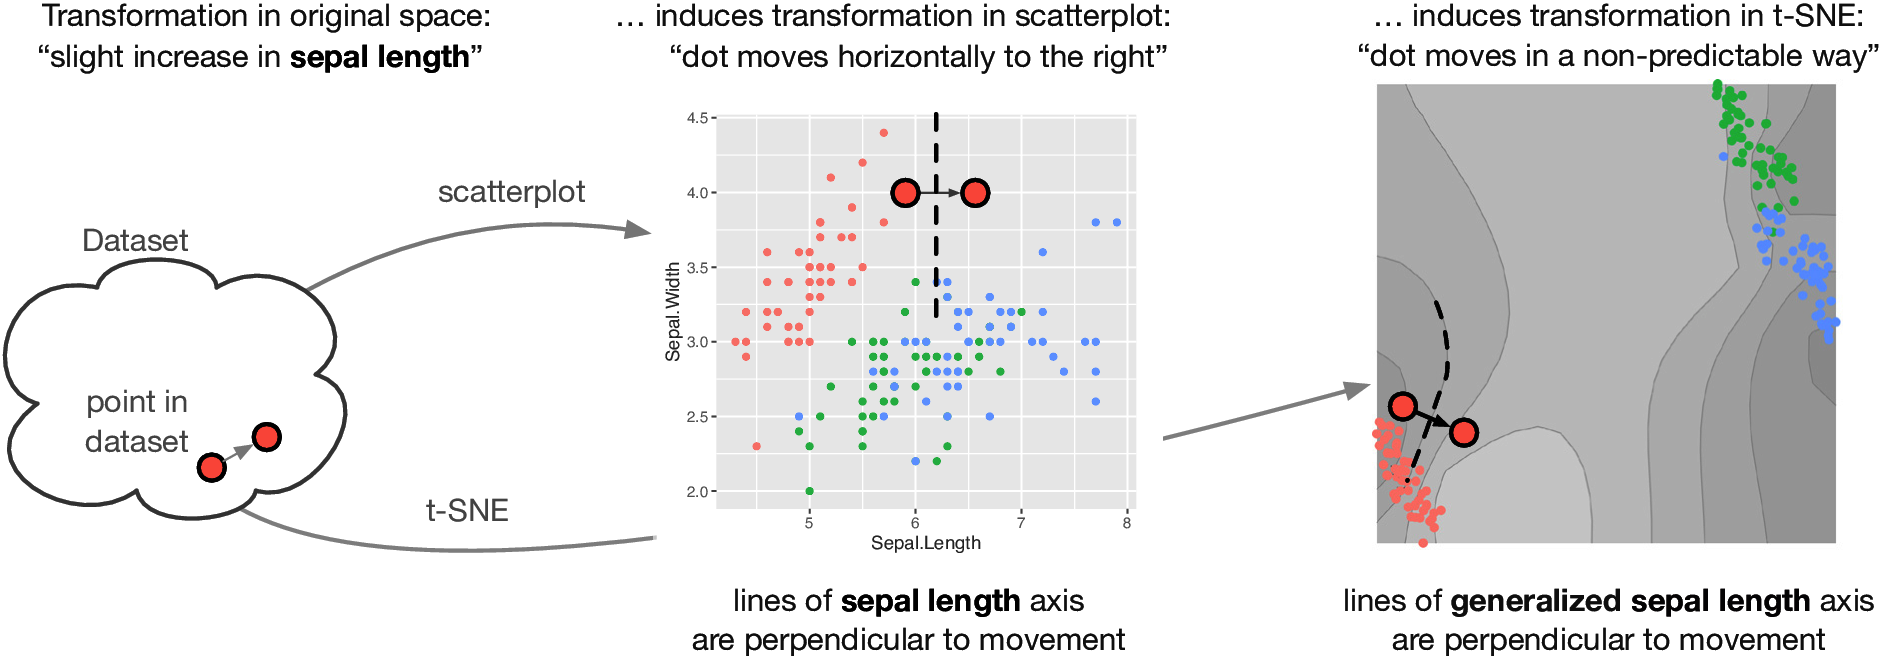 Transformation in original space:
“slight increase in sepal length”
… induces transformation in scatterplot:
“dot moves horizontally to the right”
… induces transformation in t-SNE:
“dot moves in a non-predictable way”
Dataset
point in
dataset
scatterplot
t-SNE
Sepal.Width
4.5
4.0
3.5
3.0
2.5
2.0
5
6
7
8
Sepal.Length
lines of sepal length axis
are perpendicular to movement
lines of generalized sepal length axis
are perpendicular to movement